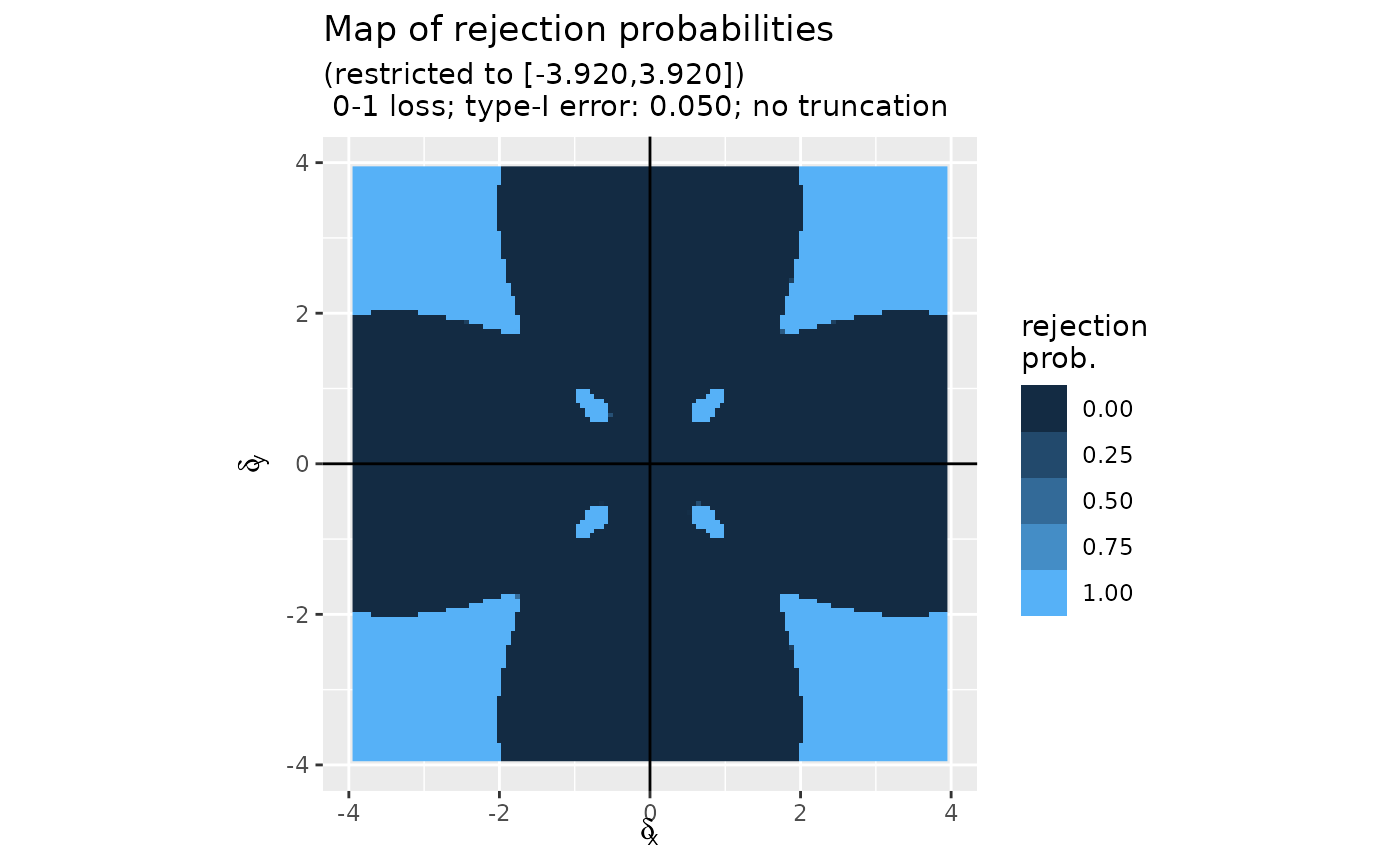 Map of rejection probabilities
(restricted to [-3.920,3.920])
0-1 loss; type-I error: 0.050; no truncation
4
2
0
-2
-4
δy
-4
-2
0
2
4
δx
rejection
prob.
0.00
0.25
0.50
0.75
1.00